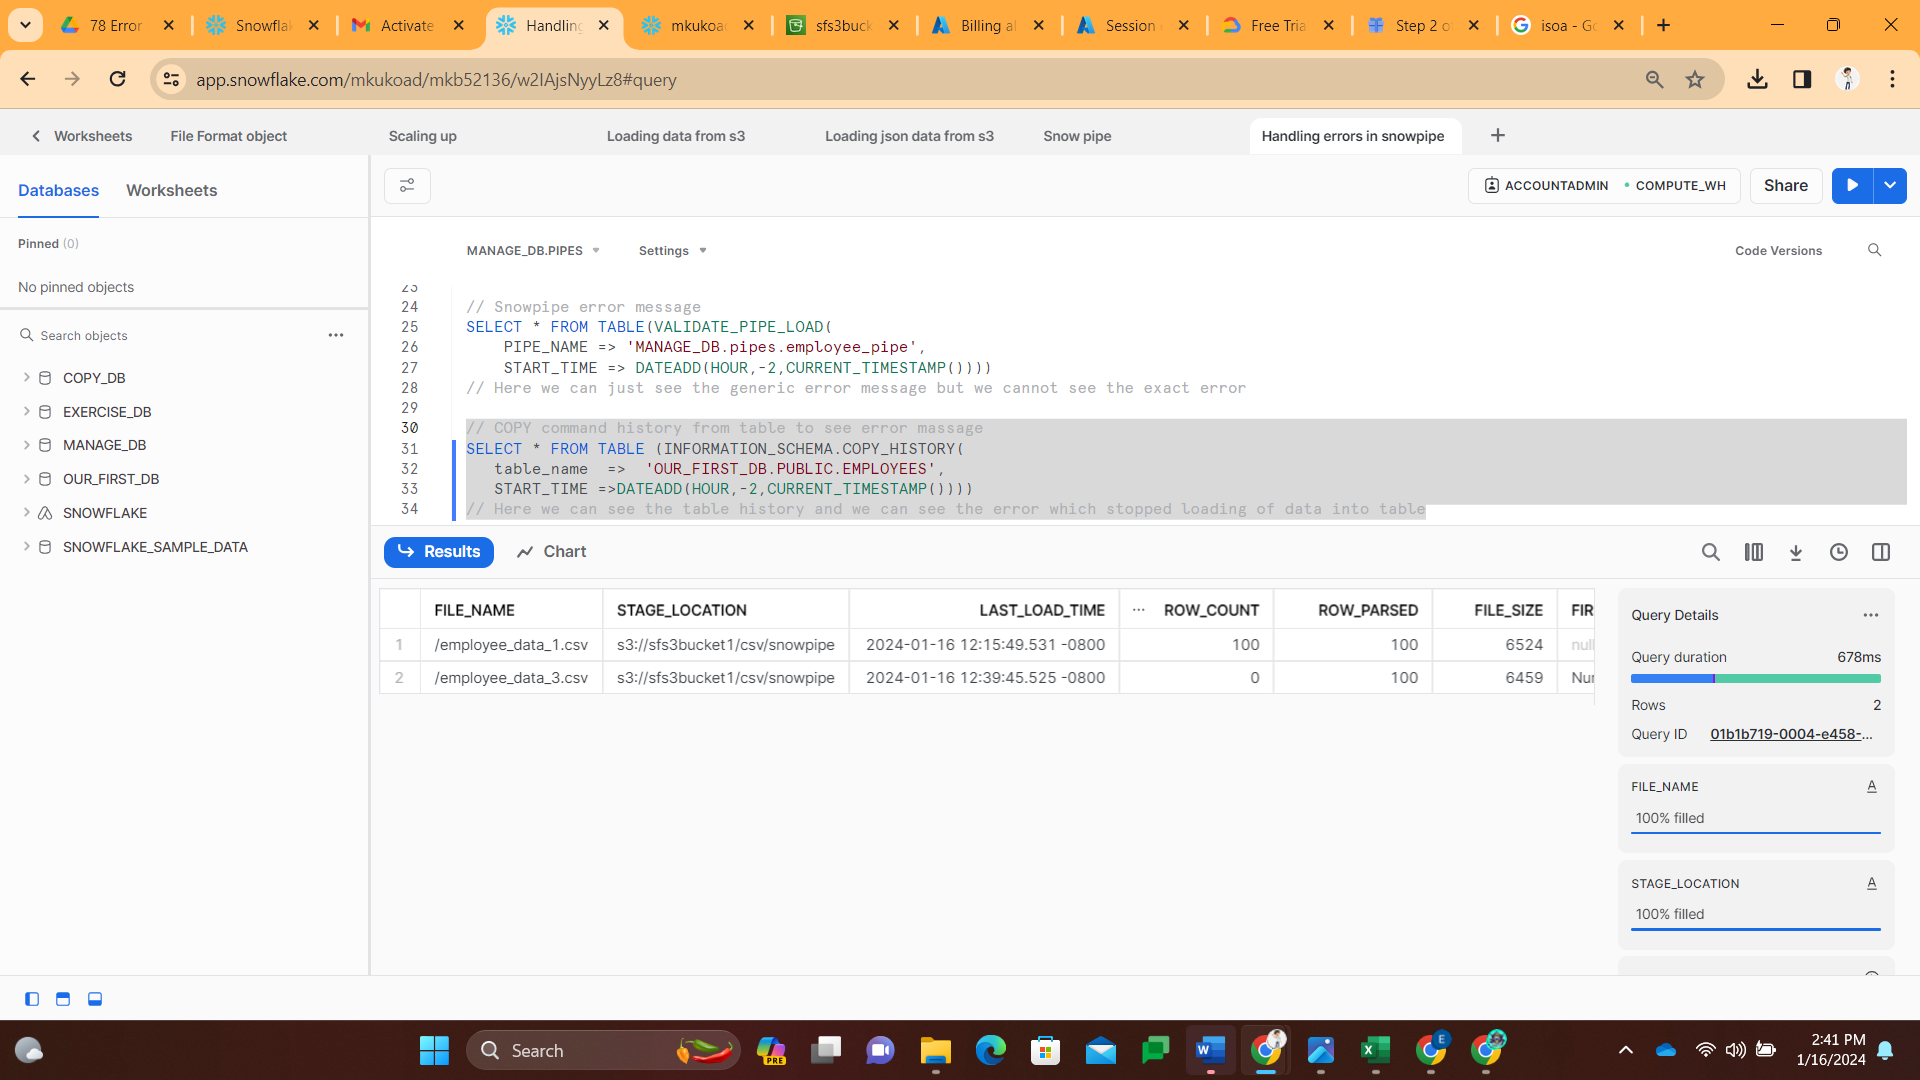 78 Error
Snowflak
Activate
Handling
mkukoad
sfs3buck
Billing al
Session
Free Tria
Step 2 o
isoa - Go
app.snowflake.com/mkukoad/mkb52136/w2IAjsNyyLz8#query
Worksheets
File Format object
Scaling up
Loading data from s3
Loading json data from s3
Snow pipe
Handling errors in snowpipe
Databases
Worksheets
ACCOUNTADMIN
COMPUTE_WH
Share
Pinned (0)
No pinned objects
Search objects
COPY_DB
EXERCISE_DB
MANAGE_DB
OUR_FIRST_DB
SNOWFLAKE
SNOWFLAKE_SAMPLE_DATA
MANAGE_DB.PIPES
Settings
Code Versions
23
24 // Snowpipe error message
25 SELECT * FROM TABLE(VALIDATE_PIPE_LOAD(
26 PIPE_NAME => 'MANAGE_DB.pipes.employee_pipe',
27 START_TIME => DATEADD(HOUR,-2,CURRENT_TIMESTAMP())))
28 // Here we can just see the generic error message but we cannot see the exact error
29
30 // COPY command history from table to see error massage
31 SELECT * FROM TABLE (INFORMATION_SCHEMA.COPY_HISTORY(
32 table_name => 'OUR_FIRST_DB.PUBLIC.EMPLOYEES',
33 START_TIME =>DATEADD(HOUR,-2,CURRENT_TIMESTAMP())))
34 // Here we can see the table history and we can see the error which stopped loading of data into table
Results
Chart
FILE_NAME STAGE_LOCATION LAST_LOAD_TIME ... ROW_COUNT ROW_PARSED FILE_SIZE FIR
1 /employee_data_1.csv s3://sfs3bucket1/csv/snowpipe 2024-01-16 12:15:49.531 -0800 100 100 6524 null
2 /employee_data_3.csv s3://sfs3bucket1/csv/snowpipe 2024-01-16 12:39:45.525 -0800 0 100 6459 Nur
Query Details
Query duration 678ms
Rows 2
Query ID 01b1b719-0004-e458-...
FILE_NAME A
100% filled
STAGE_LOCATION A
100% filled
Search
PRE
E
2:41 PM
1/16/2024